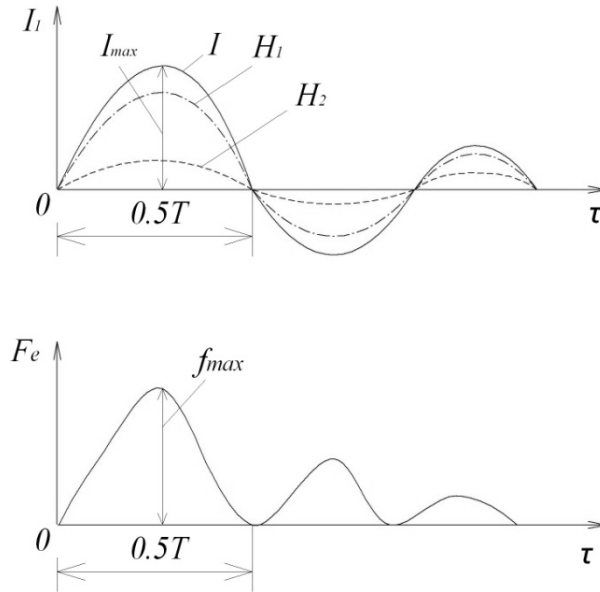 I1
Imax I H1
H2
0 0.5T τ
Fe
fmax
0 0.5T τ